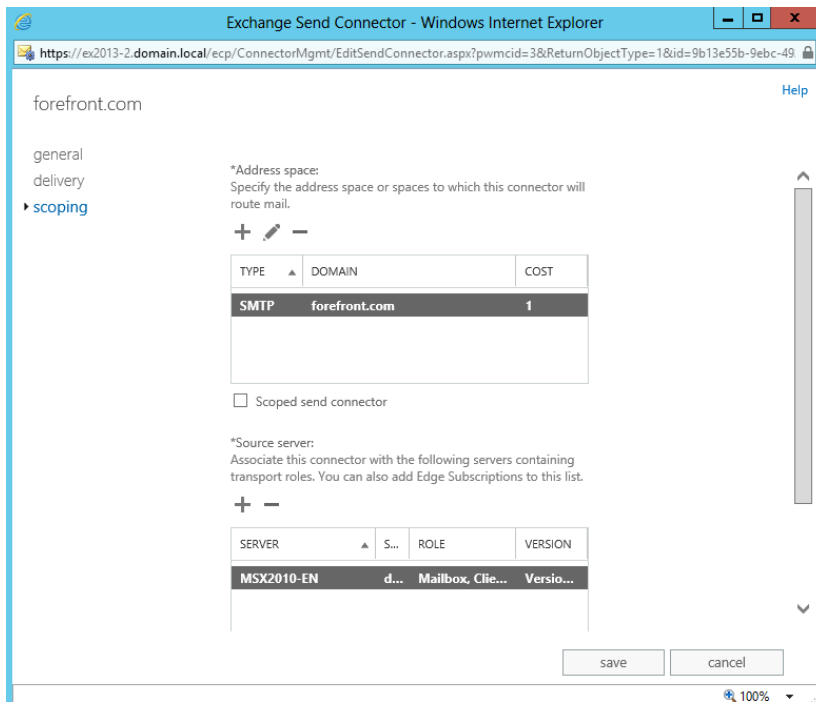 Exchange Send Connector - Windows Internet Explorer
https://ex2013-2.domain.local/ecp/ConnectorMgmt/EditSendConnector.aspx?pwmcid=3&ReturnObjectType=1&id=9b13e55b-9ebc-49.
Help
forefront.com
general
delivery
scoping
*Address space:
Specify the address space or spaces to which this connector will
route mail.
TYPE DOMAIN COST
SMTP forefront.com 1
Scoped send connector
*Source server:
Associate this connector with the following servers containing
transport roles. You can also add Edge Subscriptions to this list.
SERVER S... ROLE VERSION
MSX2010-EN d... Mailbox, Clie... Versio...
save cancel
100%